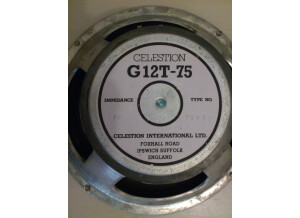 CELESTION
G12T-75
IMPEDANCE TYPE NO.
CELESTION INTERNATIONAL LTD.
FOXHALL ROAD
IPSWICH SUFFOLK
ENGLAND